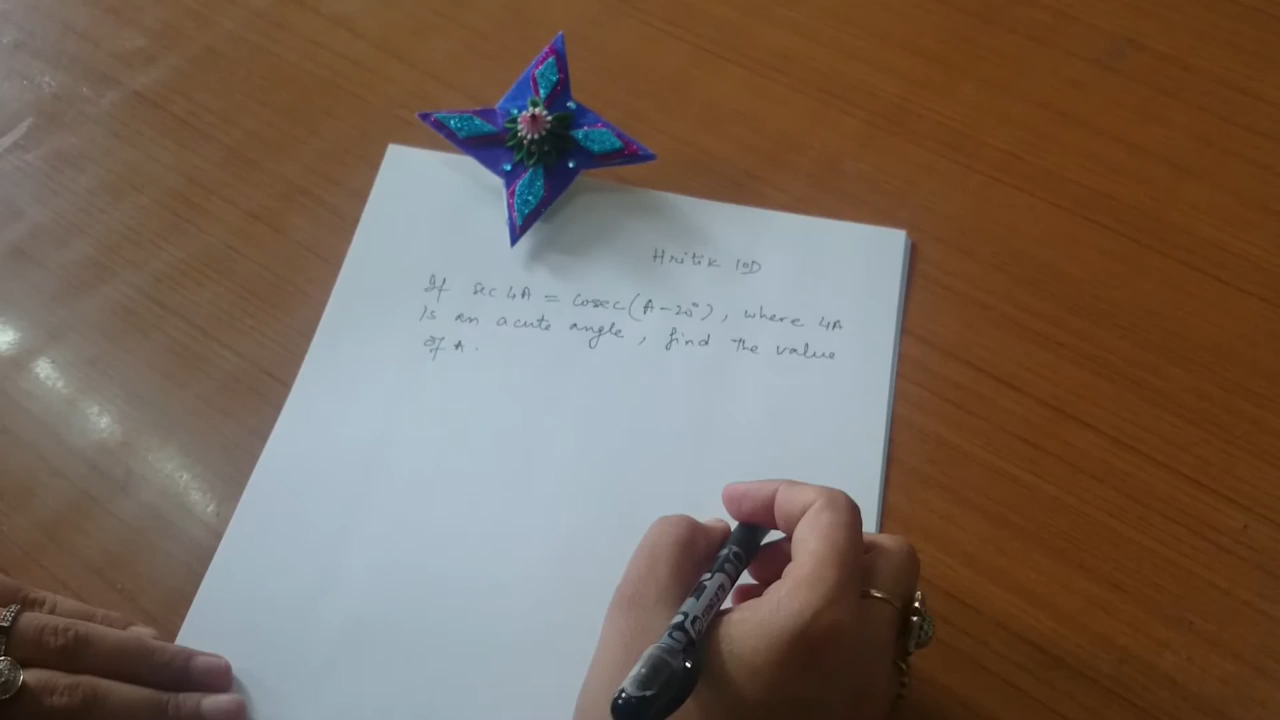 Hritik 10D
If sec 4A = Cosec (A-20°), where 4A
is an acute angle, find the value
of A.